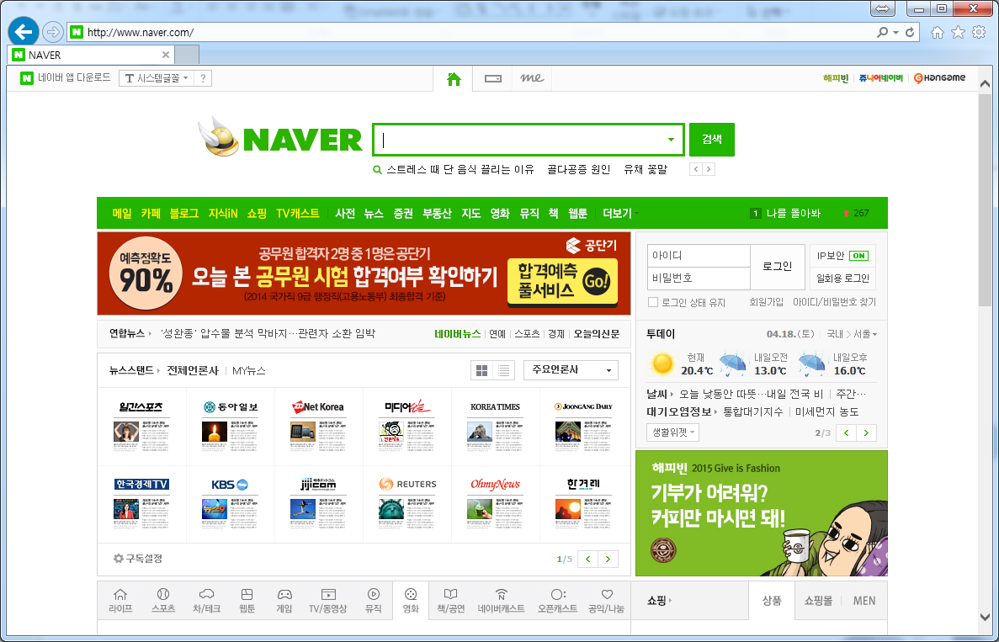 http://www.naver.com/
NAVER
네이버 앱 다운로드
T 시스템글꼴
?
me
해피빈
쥬니어네이버
Hangame
NAVER
검색
스트레스 때 단 음식 끌리는 이유 골다공증 원인 유채 꽃말
메일 카페 블로그 지식iN 쇼핑 TV캐스트 사전 뉴스 증권 부동산 지도 영화 뮤직 책 웹툰 더보기
1 나를 돌아봐 267
예측정확도
90%
공무원 합격자 2명 중 1명은 공단기
오늘 본 공무원 시험 합격여부 확인하기
(2014 국가직 9급 행정직(고용노동부) 최종합격 기준)
공단기
합격예측
풀서비스
Go!
아이디
비밀번호
로그인
IP보안 ON
일회용 로그인
로그인 상태 유지
회원가입
아이디/비밀번호 찾기
연합뉴스
'성완종' 압수물 분석 막바지…관련자 소환 임박
네이버뉴스 연예 스포츠 경제 오늘의신문
투데이
04.18.(토)
국내 > 서울
현재
20.4℃
내일오전
13.0℃
내일오후
16.0℃
날씨 오늘 낮동안 따뜻…내일 전국 비 주간…
대기오염정보 통합대기지수 미세먼지 농도
생활위젯
2/3
뉴스스탠드 전체언론사 MY뉴스
주요언론사
일간스포츠
동아일보
ZDNet Korea
미디어오늘
KOREA TIMES
JOONGANG DAILY
한국경제TV
KBS
jijicom
REUTERS
OhmyNews
한겨레
구독설정
1/5
해피빈 2015 Give is Fashion
기부가 어려워?
커피만 마시면 돼!
라이프 스포츠 차/테크 웹툰 게임 TV/동영상 뮤직 영화 책/공연 네이버캐스트 오픈캐스트 공익/나눔
쇼핑
상품
쇼핑몰
MEN